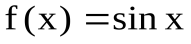 f(x) =sin x